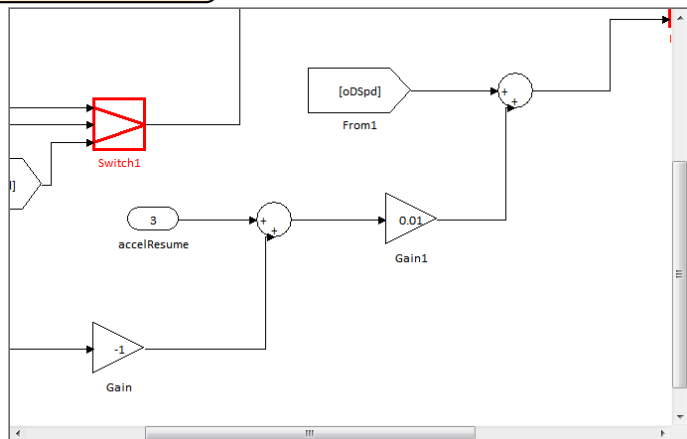 [oDSpd]
+
+
From1
Switch1
]
3
+
+
0.01
accelResume
Gain1
-1
Gain